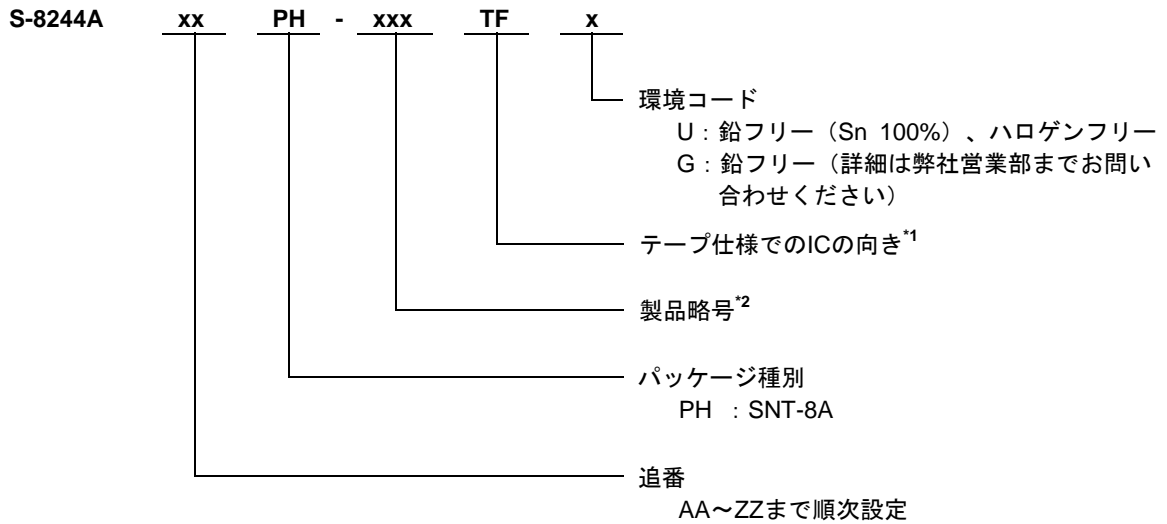 S-8244A xx PH - xxx TF x
環境コード
U : 鉛フリー（Sn 100%）、ハロゲンフリー
G : 鉛フリー（詳細は弊社営業部までお問い
合わせください）
テープ仕様でのICの向き*1
製品略号*2
パッケージ種別
PH : SNT-8A
追番
AA～ZZまで順次設定